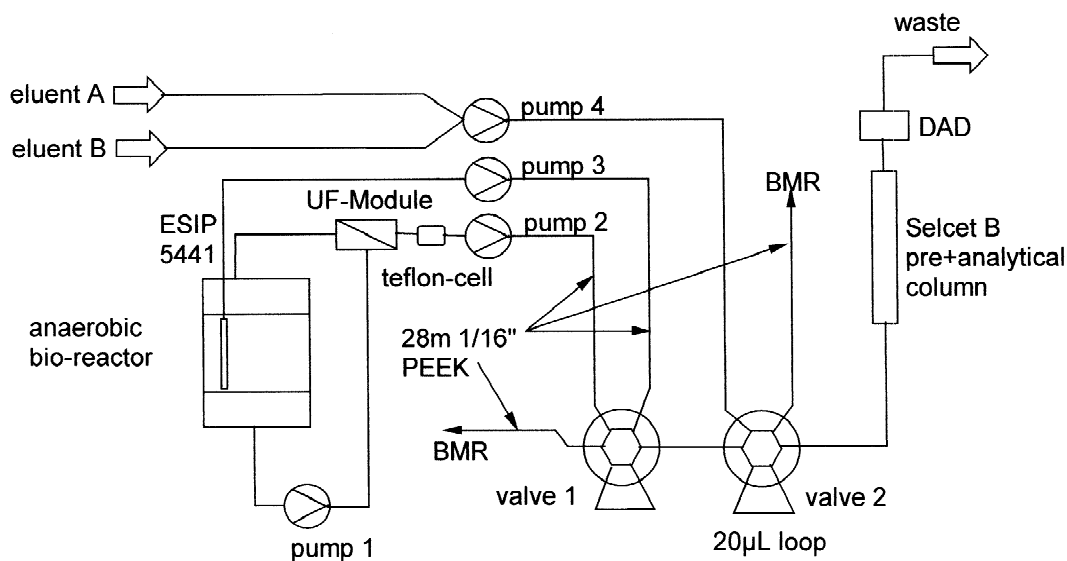 waste
eluent A
pump 4
DAD
eluent B
pump 3
BMR
UF-Module
ESIP
5441
pump 2
Selcet B
pre+analytical
column
teflon-cell
anaerobic
bio-reactor
28m 1/16"
PEEK
BMR
valve 1
valve 2
pump 1
20µL loop